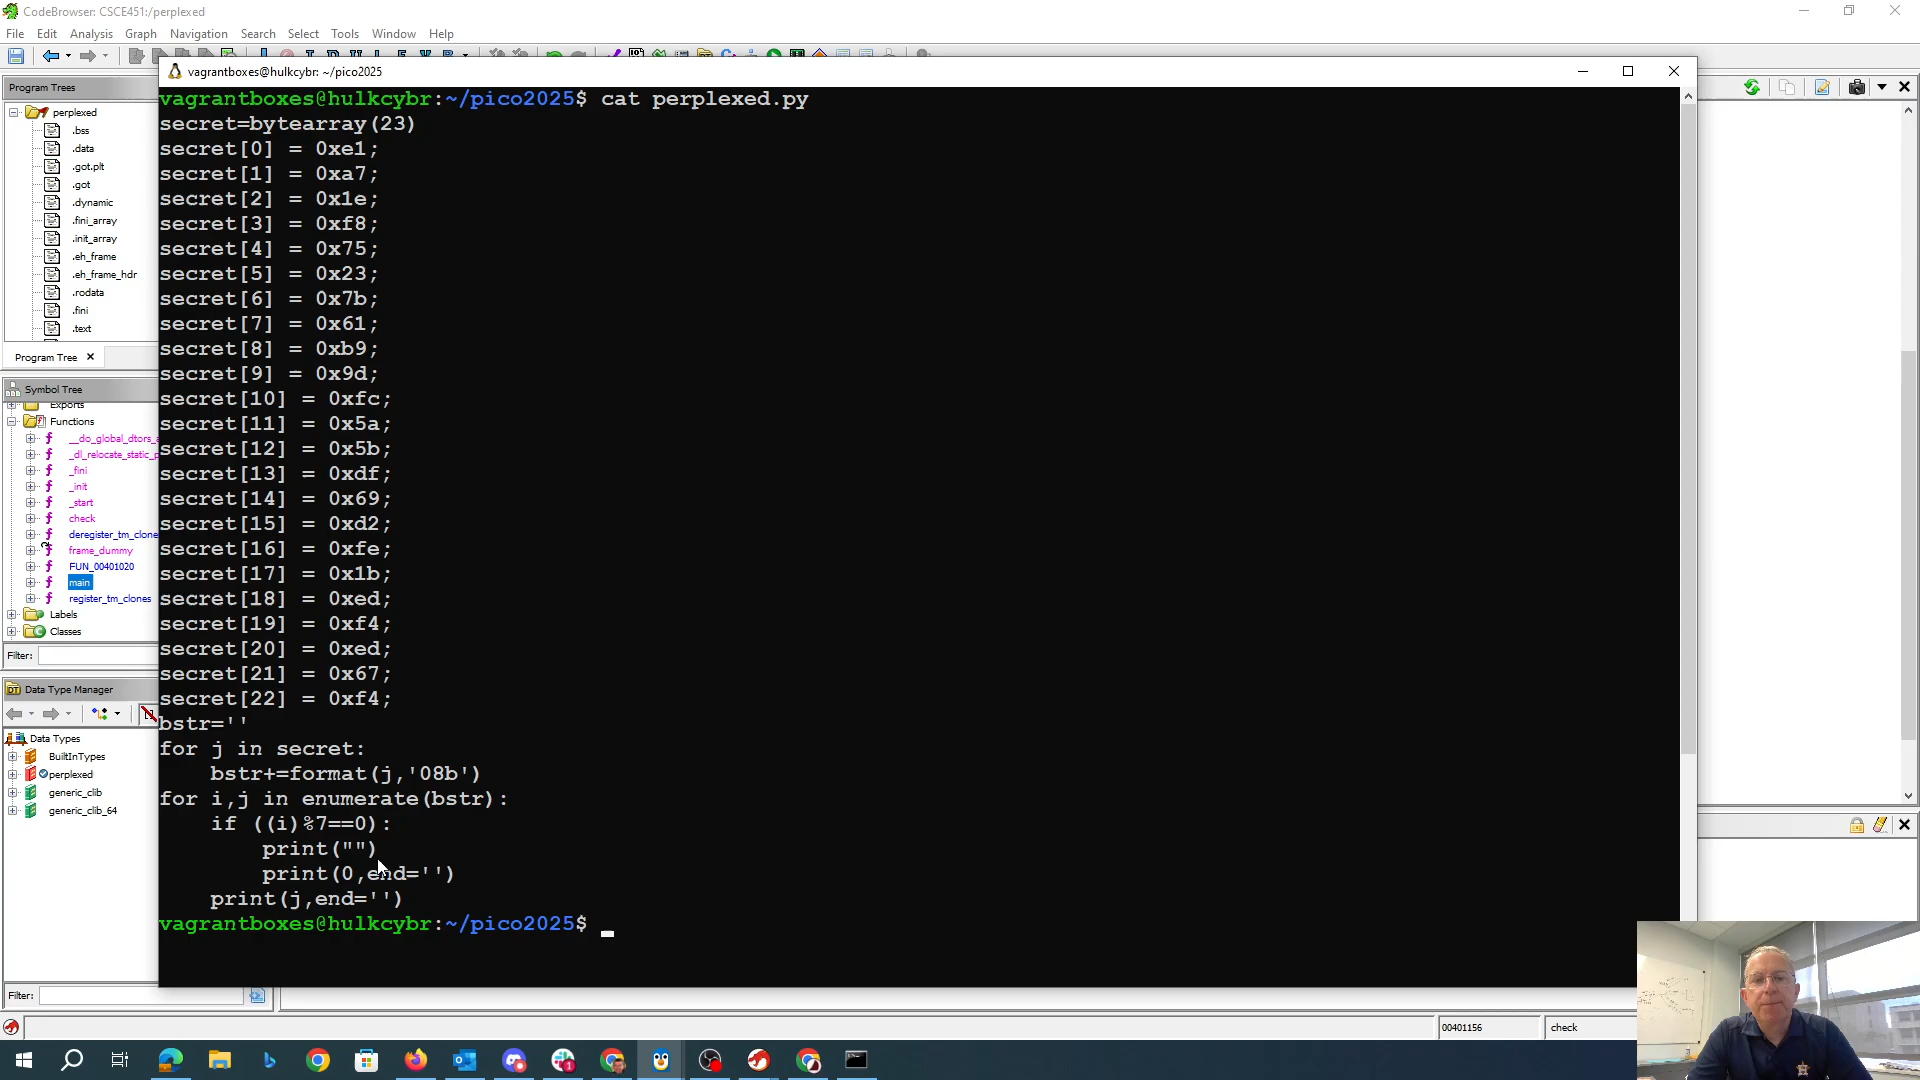 CodeBrowser: CSCE451:/perplexed
File Edit Analysis Graph Navigation Search Select Tools Window Help
Program Trees
perplexed
.bss
.data
.got.plt
.got
.dynamic
.fini_array
.init_array
.eh_frame
.eh_frame_hdr
.rodata
.fini
.text
Program Tree
Symbol Tree
Exports
Functions
__do_global_dtors_a
_dl_relocate_static_p
_fini
_init
_start
check
deregister_tm_clone
frame_dummy
FUN_00401020
main
register_tm_clones
Labels
Classes
Filter:
Data Type Manager
Data Types
BuiltInTypes
perplexed
generic_clib
generic_clib_64
Filter:
vagrantboxes@hulkcybr: ~/pico2025
vagrantboxes@hulkcybr:~/pico2025$ cat perplexed.py
secret=bytearray(23)
secret[0] = 0xe1;
secret[1] = 0xa7;
secret[2] = 0x1e;
secret[3] = 0xf8;
secret[4] = 0x75;
secret[5] = 0x23;
secret[6] = 0x7b;
secret[7] = 0x61;
secret[8] = 0xb9;
secret[9] = 0x9d;
secret[10] = 0xfc;
secret[11] = 0x5a;
secret[12] = 0x5b;
secret[13] = 0xdf;
secret[14] = 0x69;
secret[15] = 0xd2;
secret[16] = 0xfe;
secret[17] = 0x1b;
secret[18] = 0xed;
secret[19] = 0xf4;
secret[20] = 0xed;
secret[21] = 0x67;
secret[22] = 0xf4;
bstr=''
for j in secret:
    bstr+=format(j,'08b')
for i,j in enumerate(bstr):
    if ((i)%7==0):
        print("")
        print(0,end='')
    print(j,end='')
vagrantboxes@hulkcybr:~/pico2025$
00401156
check